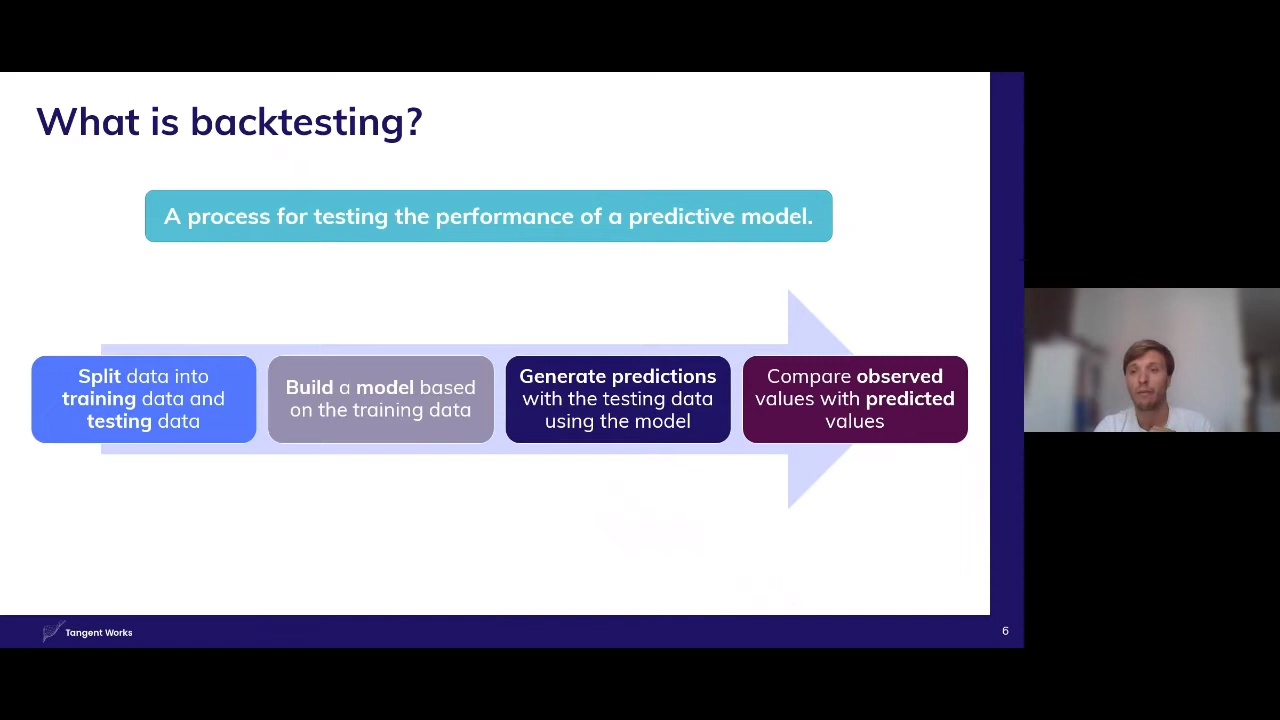 What is backtesting?
A process for testing the performance of a predictive model.
Split data into
training data and
testing data
Build a model based
on the training data
Generate predictions
with the testing data
using the model
Compare observed
values with predicted
values
Tangent Works
6